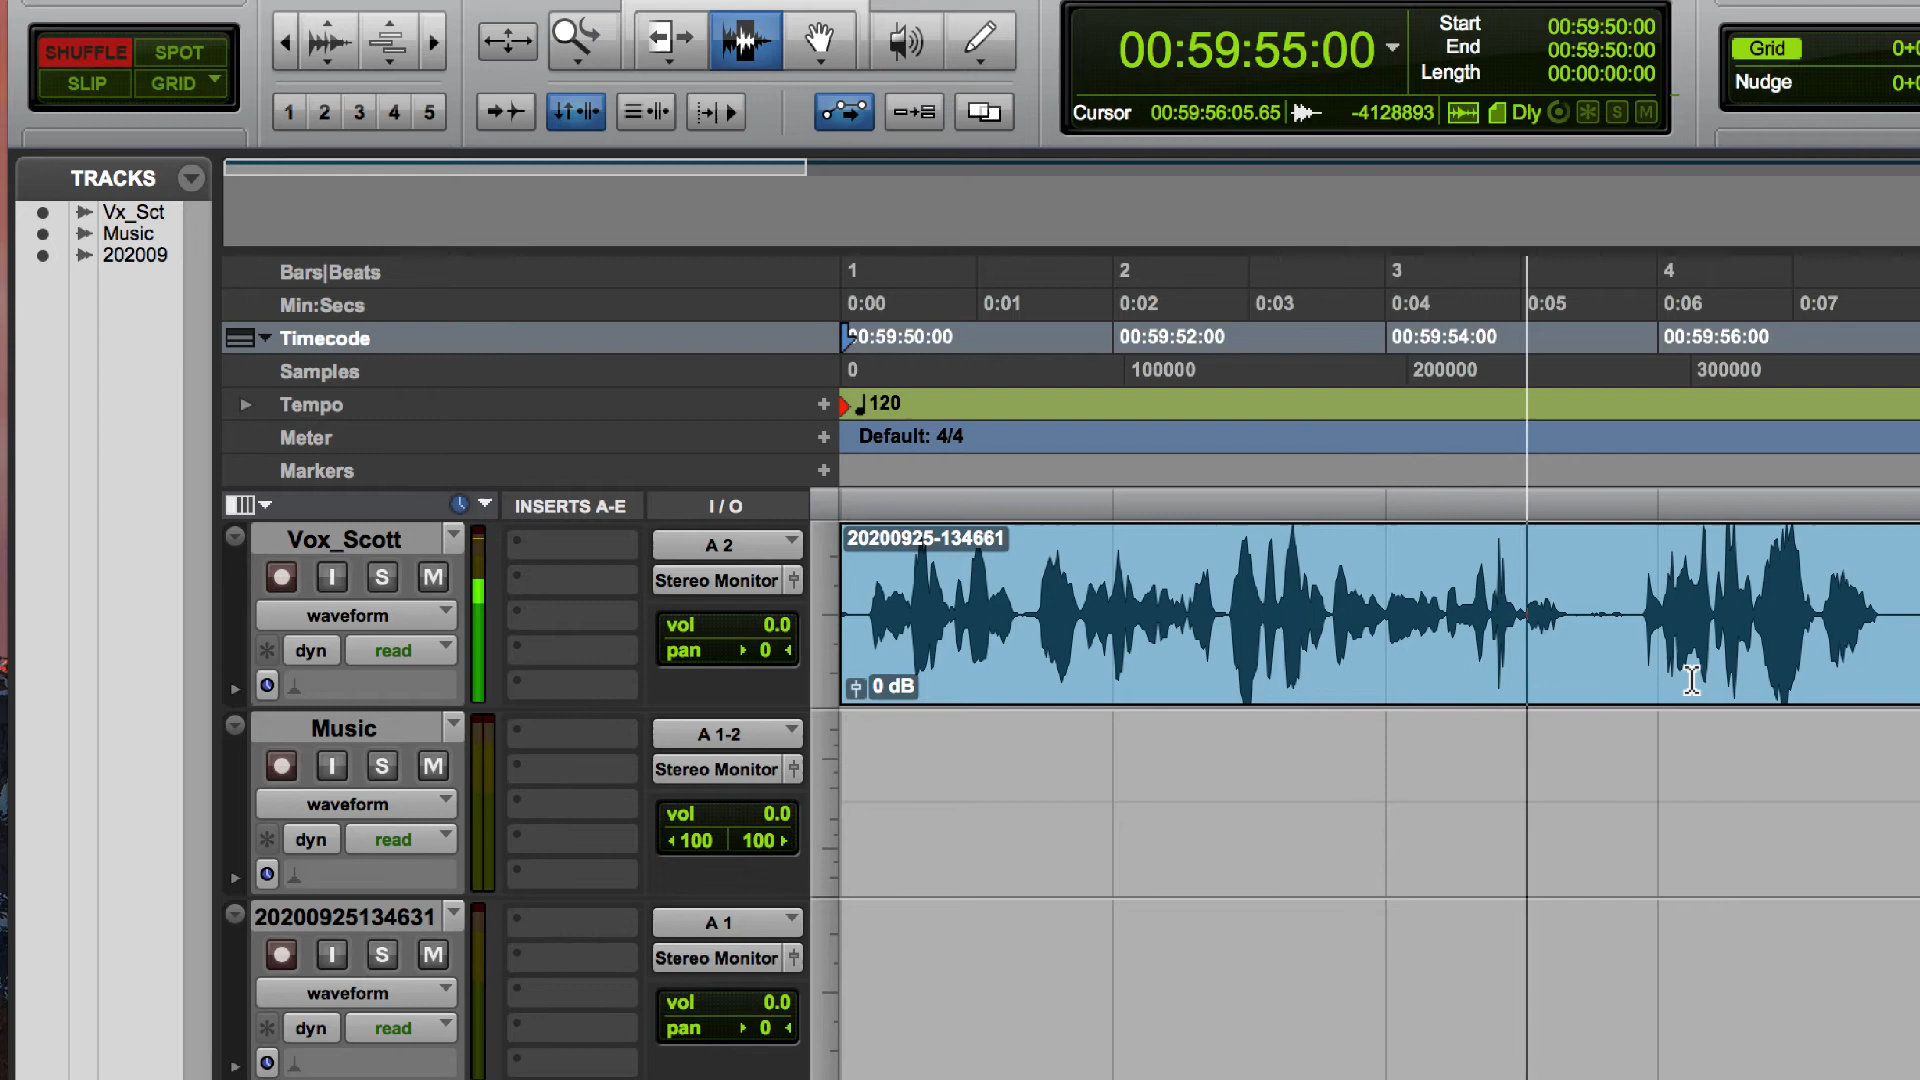 SHUFFLE SPOT
SLIP GRID
1 2 3 4 5
00:59:55:00
Start 00:59:50:00
End 00:59:50:00
Length 00:00:00:00
Cursor 00:59:56:05.65 -4128893 Dly S M
Grid 0+0
Nudge 0+0
TRACKS
Vx_Sct
Music
202009
Bars|Beats 1 2 3 4
Min:Secs 0:00 0:01 0:02 0:03 0:04 0:05 0:06 0:07
Timecode 00:59:50:00 00:59:52:00 00:59:54:00 00:59:56:00
Samples 0 100000 200000 300000
Tempo + 120
Meter + Default: 4/4
Markers +
INSERTS A-E I / O
Vox_Scott A 2
I S M Stereo Monitor
waveform vol 0.0
dyn read pan 0
20200925-134661
0 dB
Music A 1-2
I S M Stereo Monitor
waveform vol 0.0
dyn read 100 100
20200925134631 A 1
I S M Stereo Monitor
waveform vol 0.0
dyn read pan 0